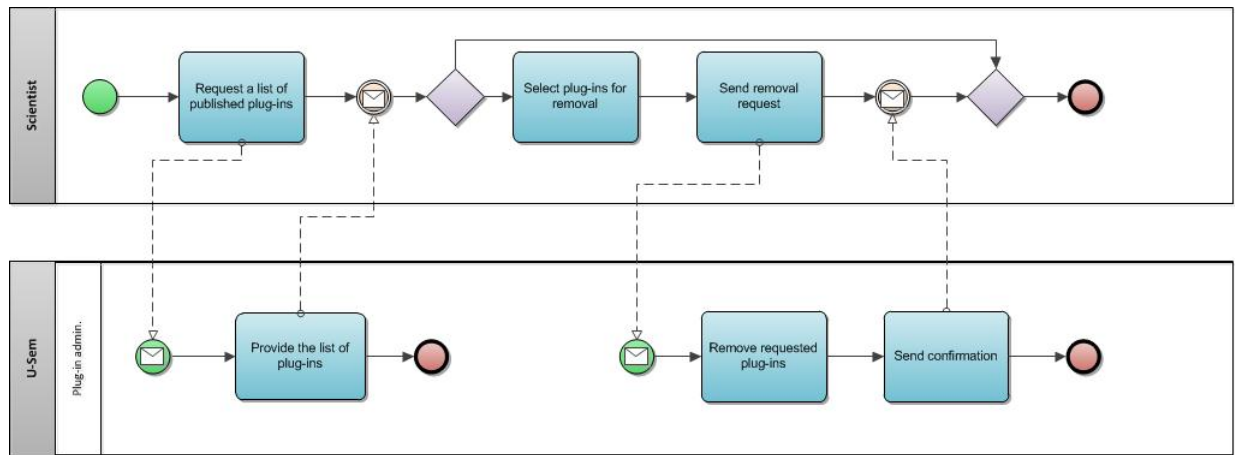 Scientist
Request a list of
published plug-ins
Select plug-ins for
removal
Send removal
request
U-Sem
Plug-in admin.
Provide the list of
plug-ins
Remove requested
plug-ins
Send confirmation